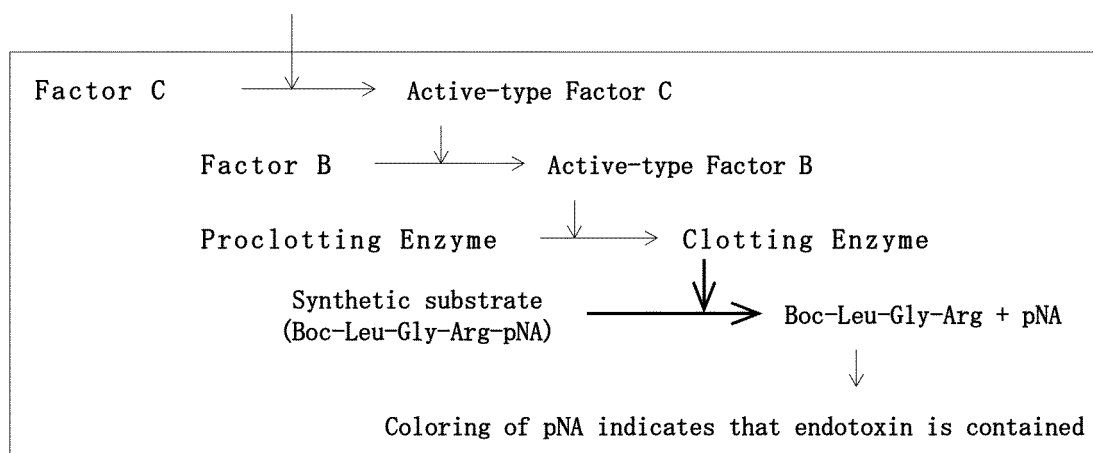 Factor C Active-type Factor C
Factor B Active-type Factor B
Proclotting Enzyme Clotting Enzyme
Synthetic substrate
(Boc-Leu-Gly-Arg-pNA) Boc-Leu-Gly-Arg + pNA
Coloring of pNA indicates that endotoxin is contained